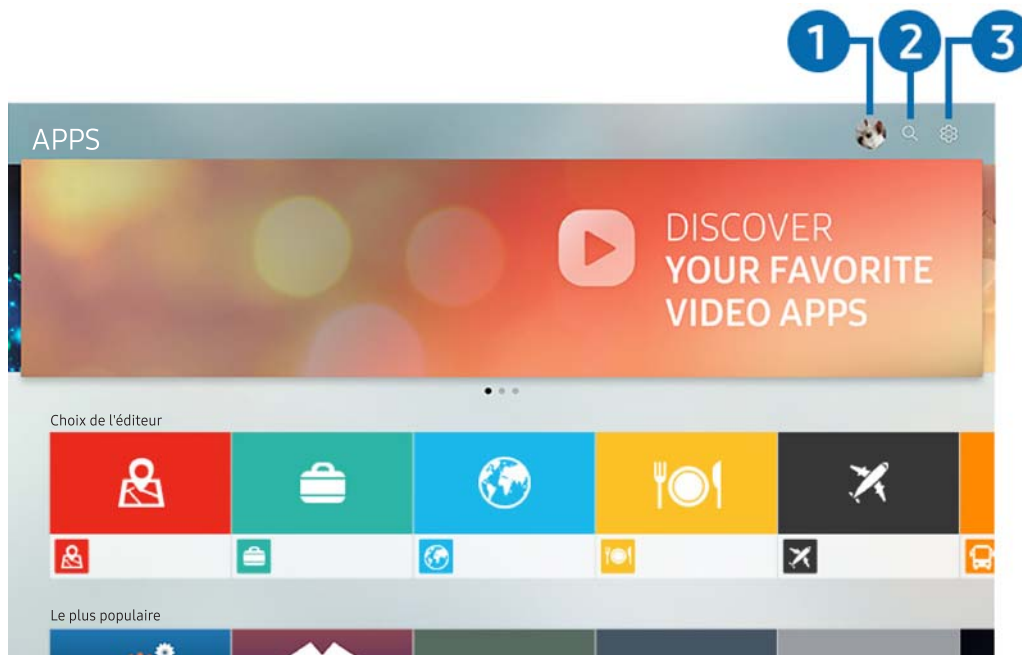 1 2 3
APPS
DISCOVER
YOUR FAVORITE
VIDEO APPS
Choix de l'éditeur
Le plus populaire